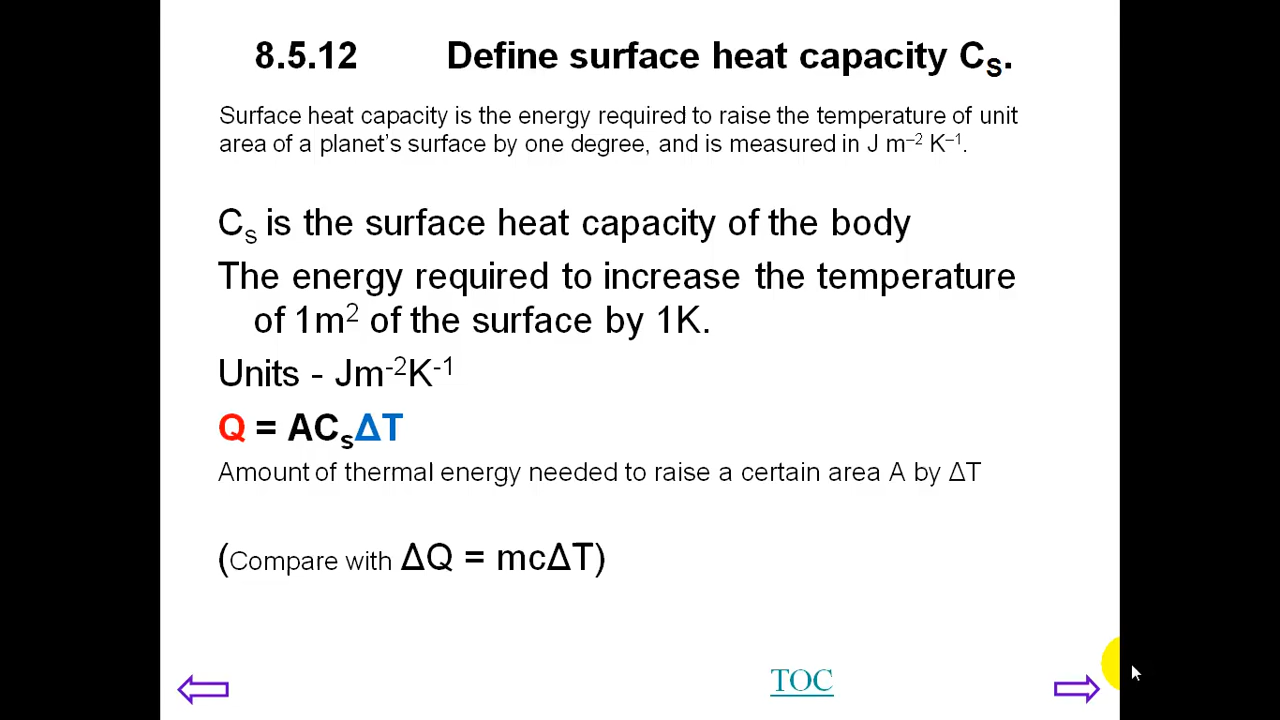 8.5.12 Define surface heat capacity Cₛ.
Surface heat capacity is the energy required to raise the temperature of unit
area of a planet’s surface by one degree, and is measured in J m⁻² K⁻¹.
Cₛ is the surface heat capacity of the body
The energy required to increase the temperature
of 1m² of the surface by 1K.
Units - Jm⁻²K⁻¹
Q = ACₛΔT
Amount of thermal energy needed to raise a certain area A by ΔT
(Compare with ΔQ = mcΔT)
TOC